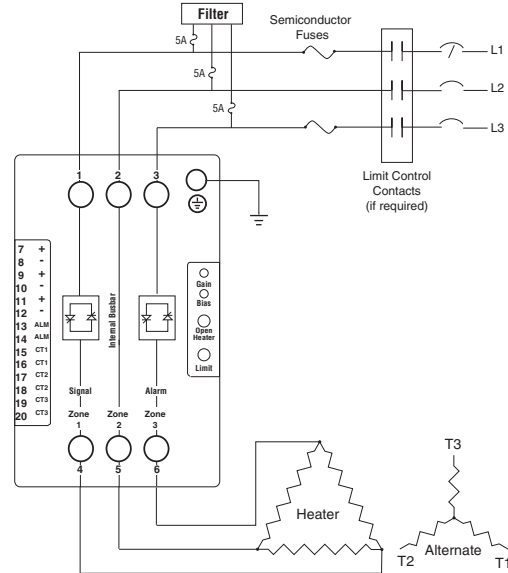 Filter
Semiconductor
Fuses
5A
5A
5A
L1
L2
L3
Limit Control
Contacts
(if required)
1
2
3
7 +
8 -
9 +
10 -
11 +
12 -
13 ALM
14 ALM
15 CT1
16 CT1
17 CT2
18 CT2
19 CT3
20 CT3
Internal Busbar
Gain
Bias
Open
Heater
Limit
Signal
Alarm
Zone
1
Zone
2
Zone
3
4
5
6
Heater
T3
T2
Alternate
T1